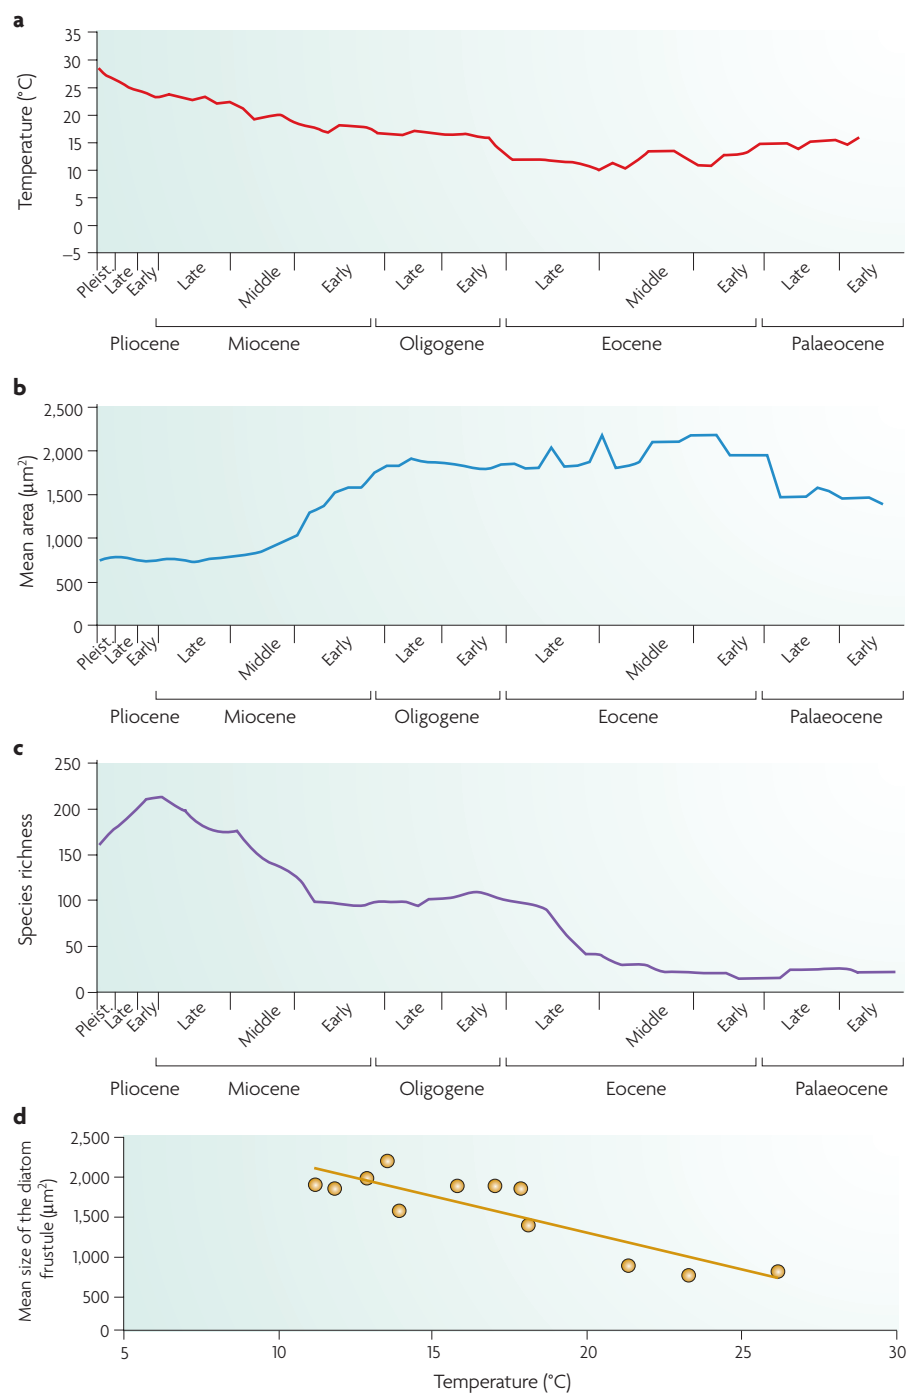 a
Temperature (°C)
35
30
25
20
15
10
5
0
–5
Pleist. Late Early Late Middle Early Late Early Late Middle Early Late Early
Pliocene Miocene Oligogene Eocene Palaeocene
b
Mean area (μm²)
2,500
2,000
1,500
1,000
500
0
Pleist. Late Early Late Middle Early Late Early Late Middle Early Late Early
Pliocene Miocene Oligogene Eocene Palaeocene
c
Species richness
250
200
150
100
50
0
Pleist. Late Early Late Middle Early Late Early Late Middle Early Late Early
Pliocene Miocene Oligogene Eocene Palaeocene
d
Mean size of the diatom
frustule (μm²)
2,500
2,000
1,500
1,000
500
0
5 10 15 20 25 30
Temperature (°C)